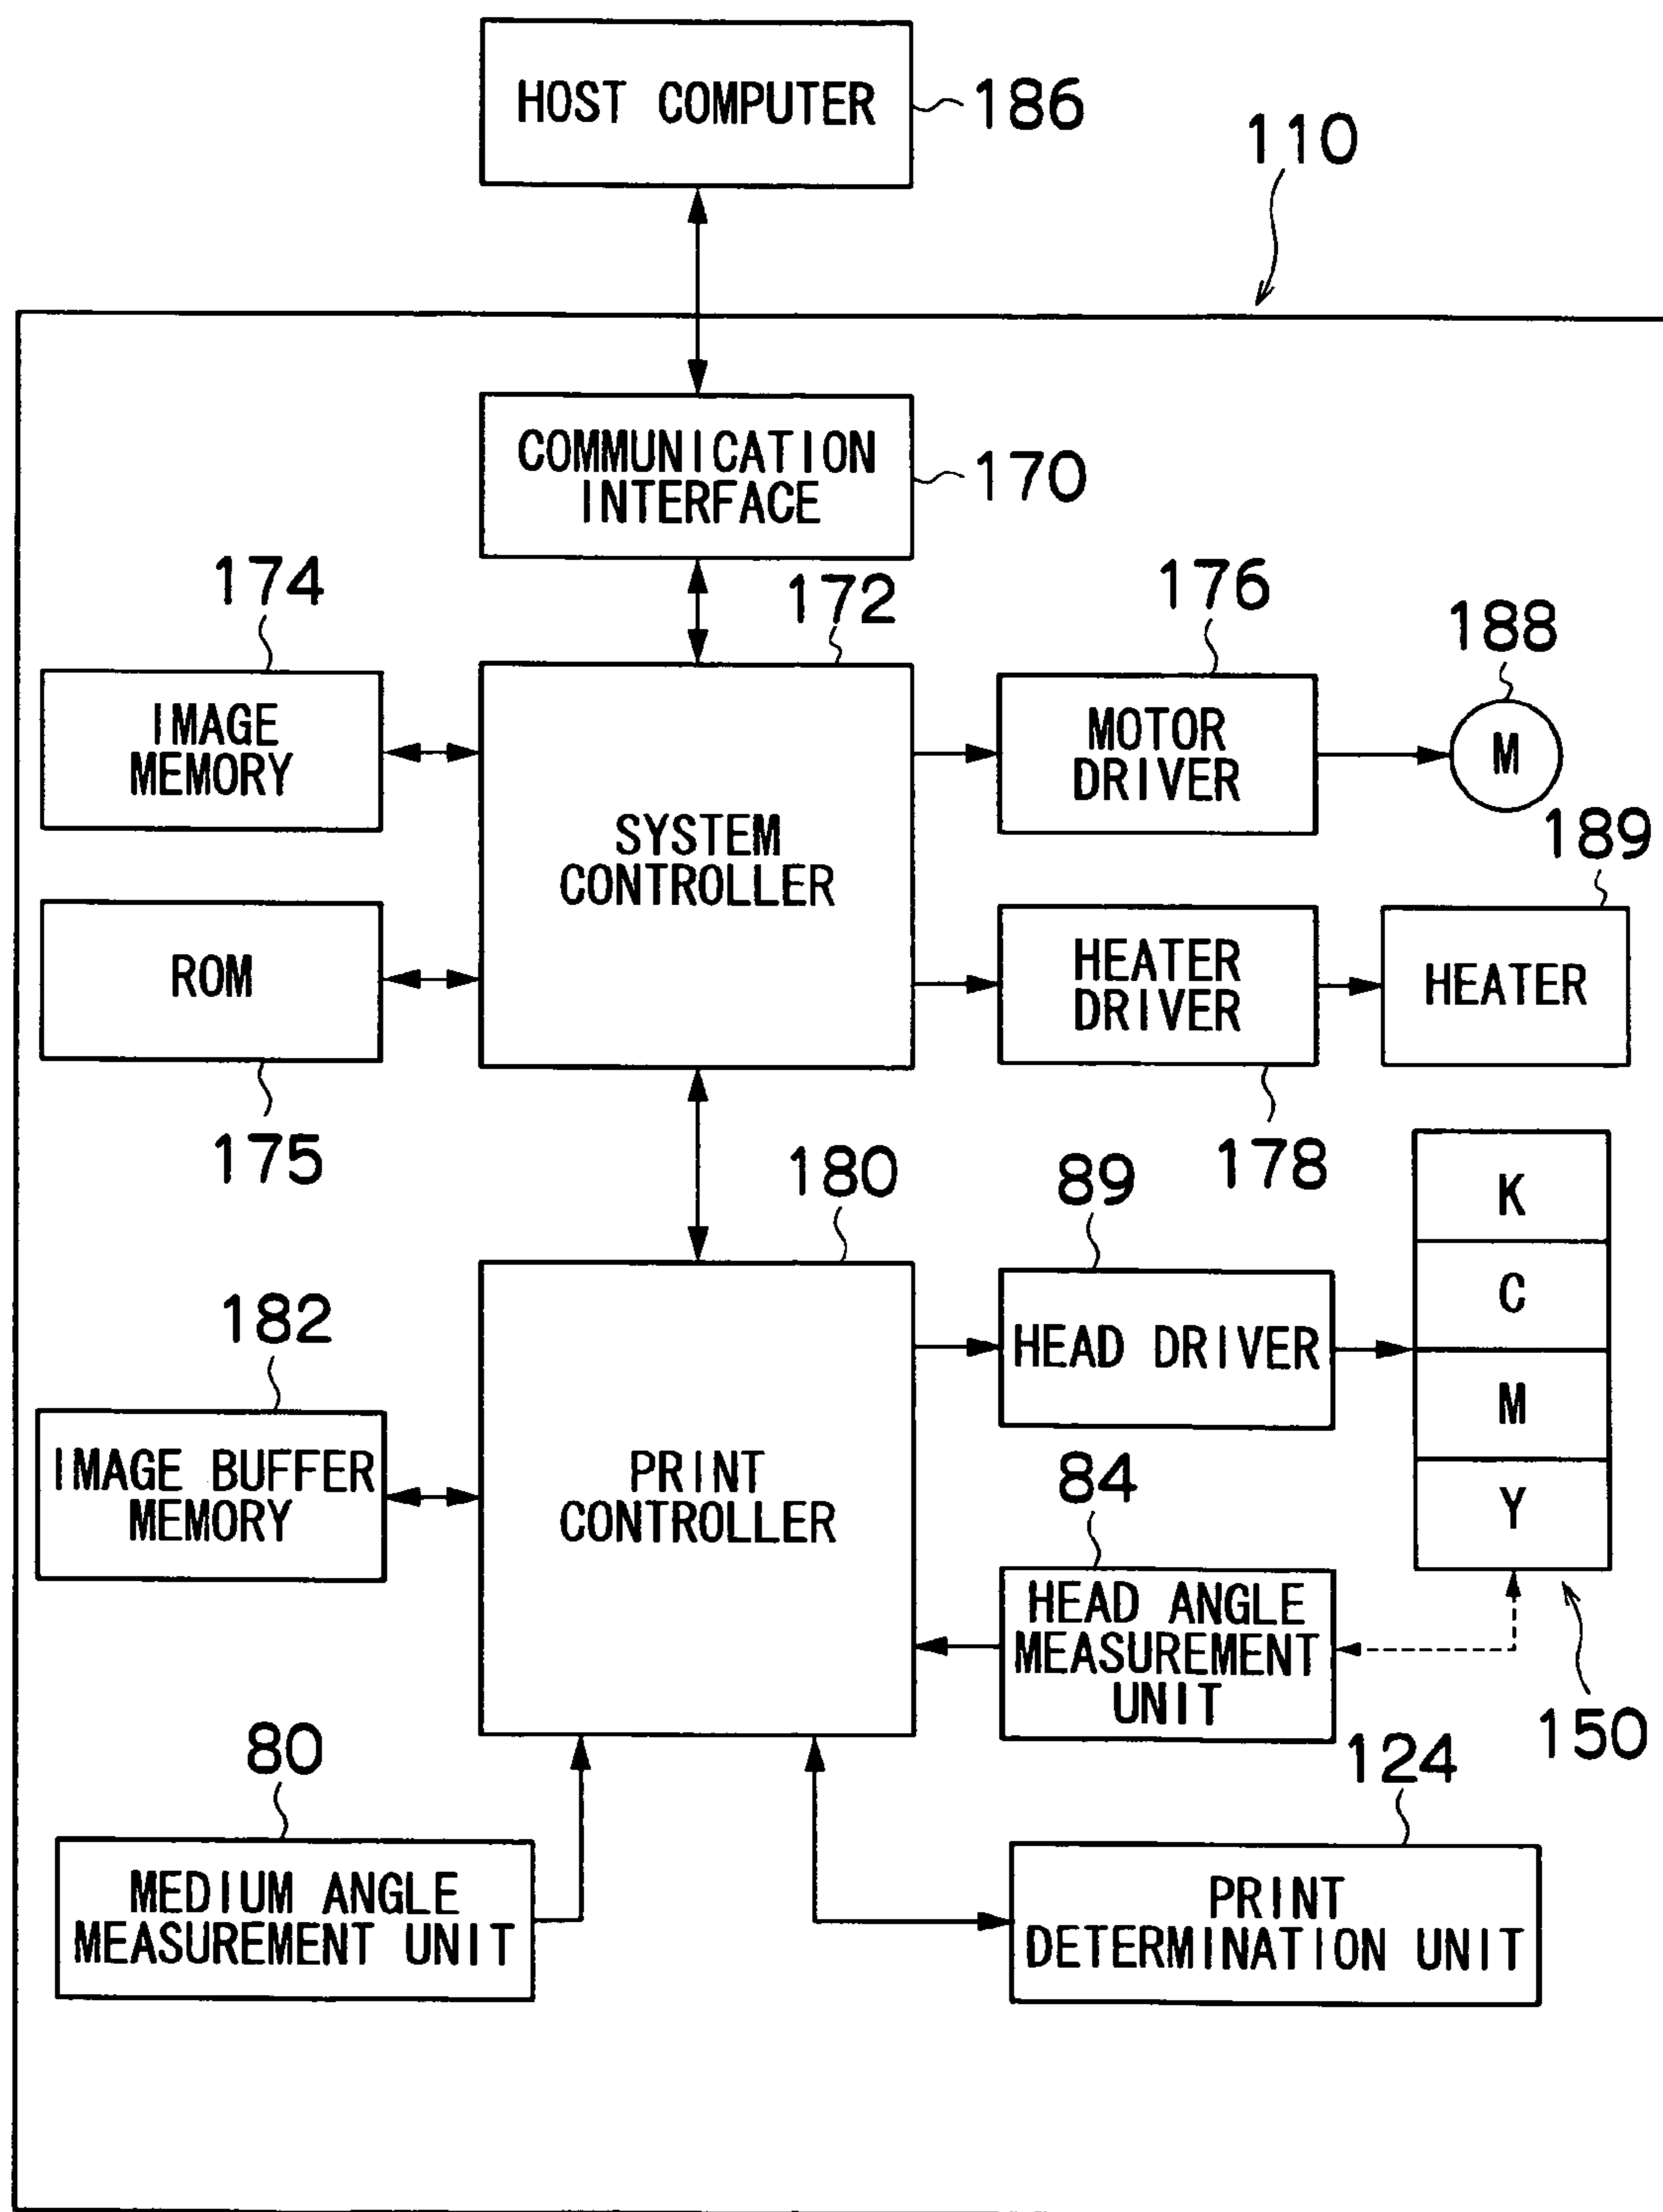 HOST COMPUTER
186
110
COMMUNICATION
INTERFACE
170
174
172
176
188
IMAGE
MEMORY
SYSTEM
CONTROLLER
MOTOR
DRIVER
M
189
ROM
HEATER
DRIVER
HEATER
175
178
180
89
K
C
M
Y
182
HEAD DRIVER
IMAGE BUFFER
MEMORY
PRINT
CONTROLLER
84
HEAD ANGLE
MEASUREMENT
UNIT
150
80
124
MEDIUM ANGLE
MEASUREMENT UNIT
PRINT
DETERMINATION UNIT